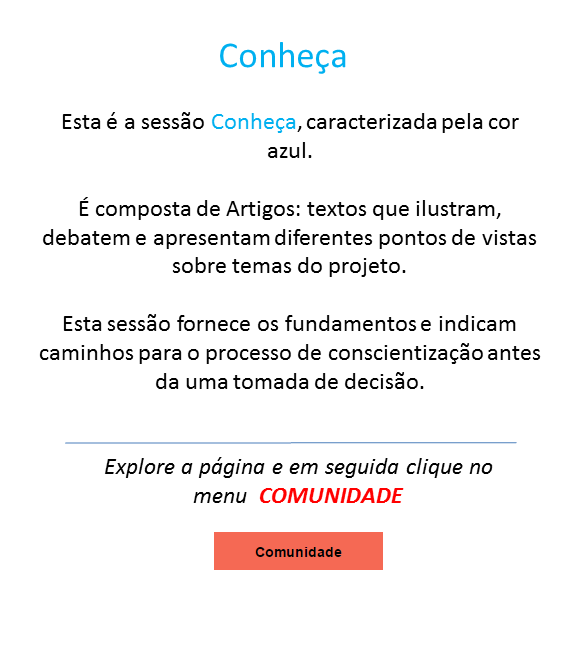 Conheça
Esta é a sessão Conheça, caracterizada pela cor
azul.
É composta de Artigos: textos que ilustram,
debatem e apresentam diferentes pontos de vistas
sobre temas do projeto.
Esta sessão fornece os fundamentos e indicam
caminhos para o processo de conscientização antes
da uma tomada de decisão.
Explore a página e em seguida clique no
menu COMUNIDADE
Comunidade